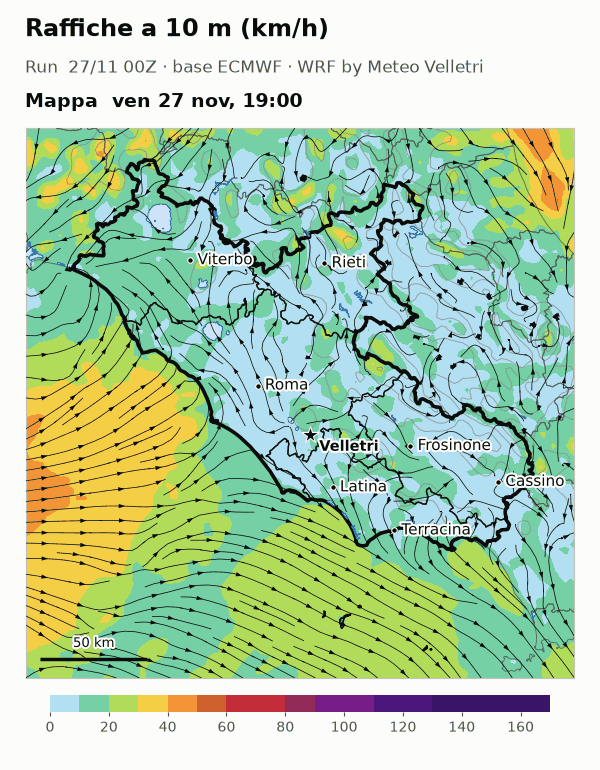 Raffiche a 10 m (km/h)
Run 27/11 00Z · base ECMWF · WRF by Meteo Velletri
Mappa ven 27 nov, 19:00
Viterbo
Rieti
Roma
Velletri
Frosinone
Latina
Cassino
Terracina
50 km
0 20 40 60 80 100 120 140 160